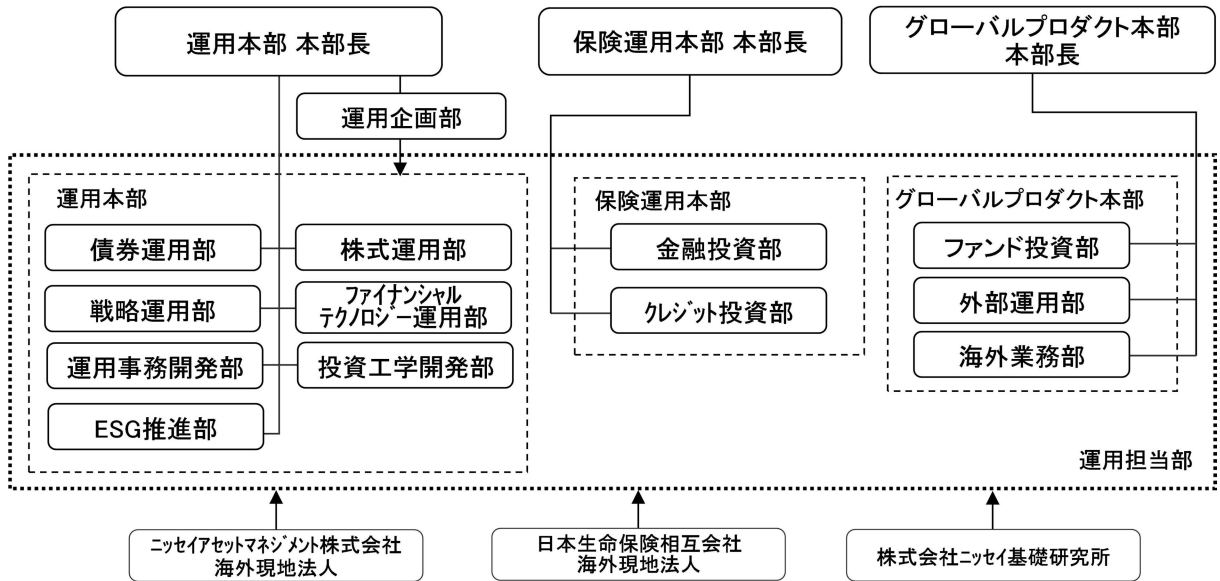 運用本部 本部長
保険運用本部 本部長
グローバルプロダクト本部
本部長
運用企画部
運用本部
債券運用部
株式運用部
戦略運用部
ファイナンシャル
テクノロジー運用部
運用事務開発部
投資工学開発部
ESG推進部
保険運用本部
金融投資部
クレジット投資部
グローバルプロダクト本部
ファンド投資部
外部運用部
海外業務部
運用担当部
ニッセイアセットマネジメント株式会社
海外現地法人
日本生命保険相互会社
海外現地法人
株式会社ニッセイ基礎研究所